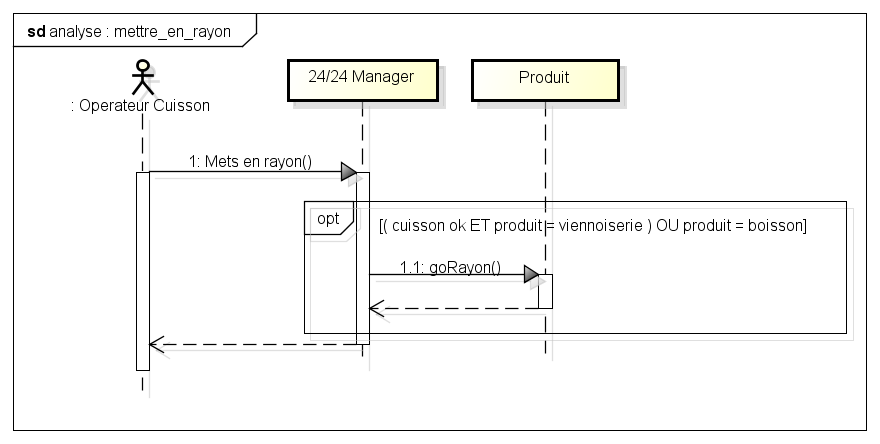 sd analyse : mettre_en_rayon
: Operateur Cuisson
24/24 Manager
Produit
1: Mets en rayon()
opt
[( cuisson ok ET produit = viennoiserie ) OU produit = boisson]
1.1: goRayon()